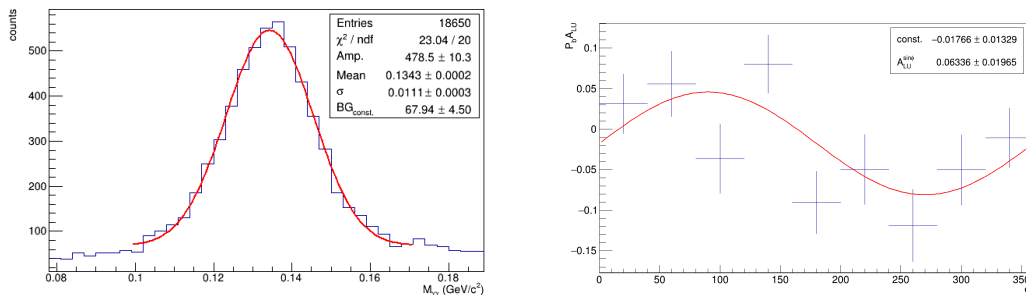 counts
Entries 18650
χ² / ndf 23.04 / 20
Amp. 478.5 ± 10.3
Mean 0.1343 ± 0.0002
σ 0.0111 ± 0.0003
BG const. 67.94 ± 4.50
500
400
300
200
100
0.08 0.1 0.12 0.14 0.16 0.18
(GeV/c²)
P_b A_LU
const. −0.01766 ± 0.01329
A_LU^sine 0.06336 ± 0.01965
0.1
0.05
0
−0.05
−0.1
−0.15
0 50 100 150 200 250 300